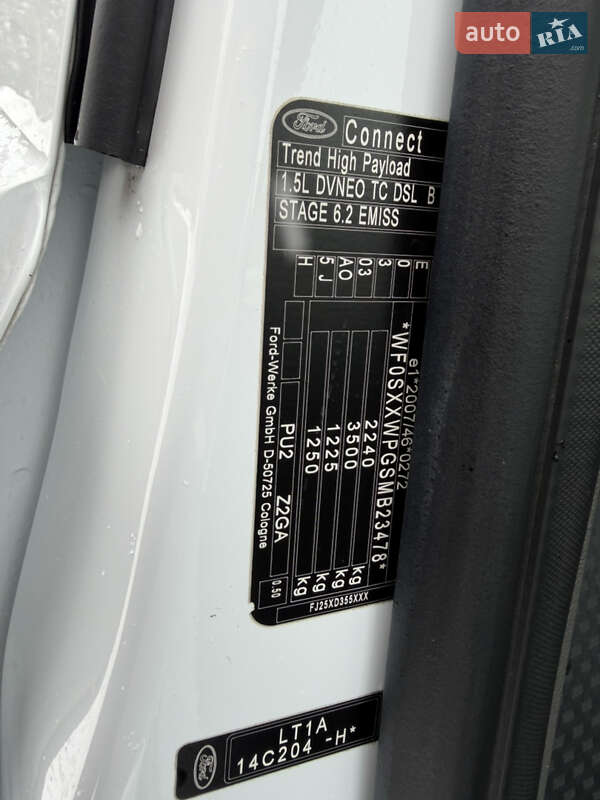 auto RIA.com
Ford Connect
Trend High Payload
1.5L DVNEO TC DSL B
STAGE 6.2 EMISS
H 5J AO 03 3 0 E
e1*2007/46*0272
*WF0SXXWPGSMB23478*
2240 kg
3500 kg
1225 kg
1250 kg
PU2 Z2GA
Ford-Werke GmbH D-50725 Cologne
0.50
FJ25XD355XXX
Ford
LT1A
14C204 -H*